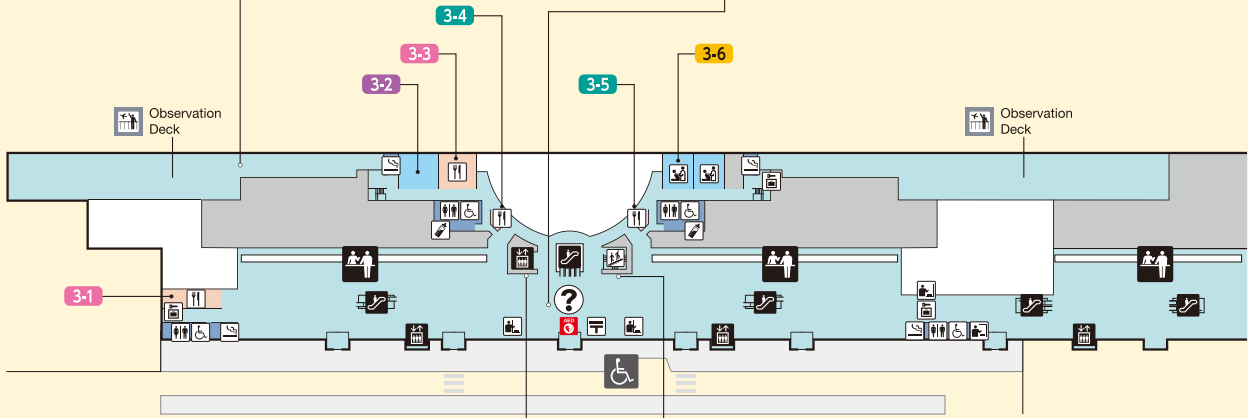 3-4
3-3
3-6
3-2
3-5
Observation
Deck
Observation
Deck
3-1
?
AED